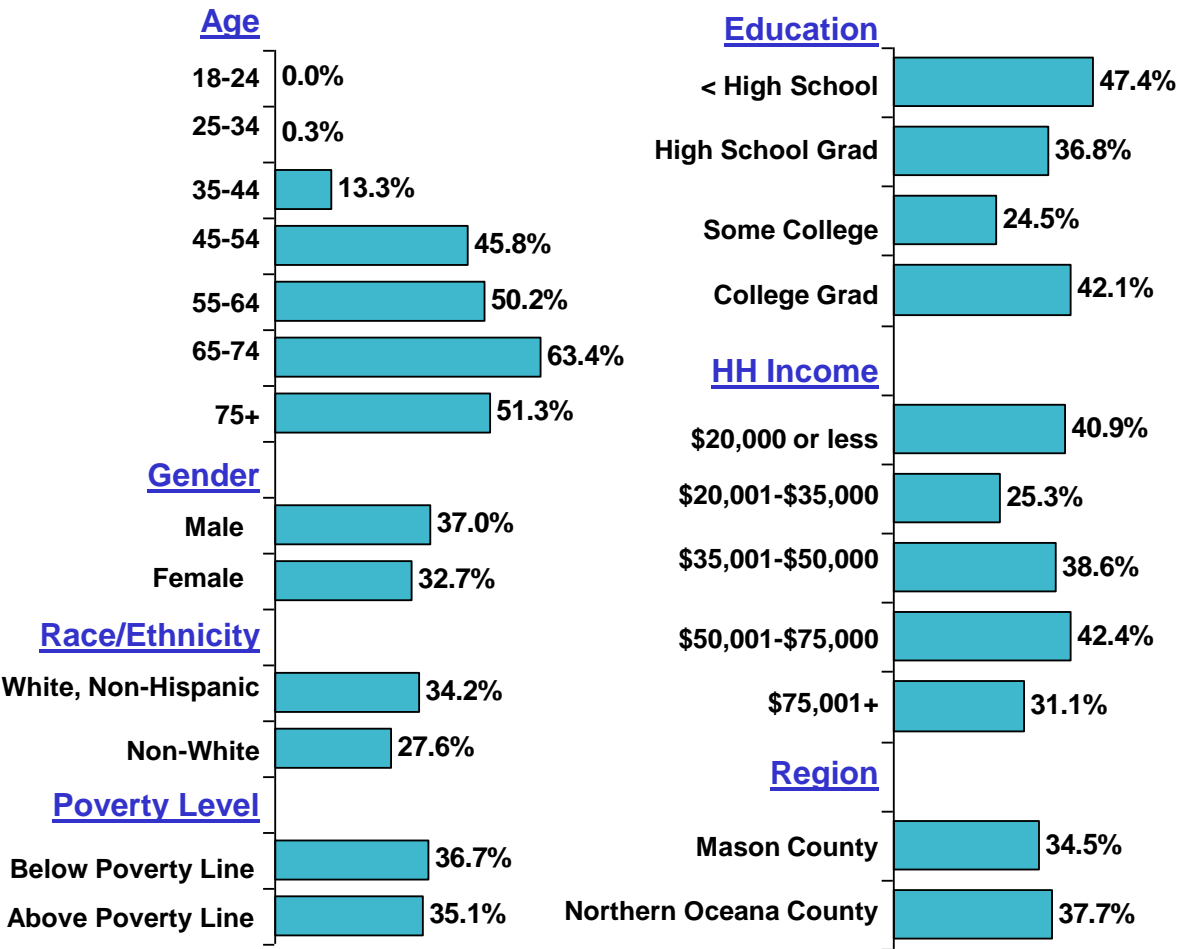 Age
18-24 0.0%
25-34 0.3%
35-44 13.3%
45-54 45.8%
55-64 50.2%
65-74 63.4%
75+ 51.3%
Gender
Male 37.0%
Female 32.7%
Race/Ethnicity
White, Non-Hispanic 34.2%
Non-White 27.6%
Poverty Level
Below Poverty Line 36.7%
Above Poverty Line 35.1%
Education
< High School 47.4%
High School Grad 36.8%
Some College 24.5%
College Grad 42.1%
HH Income
$20,000 or less 40.9%
$20,001-$35,000 25.3%
$35,001-$50,000 38.6%
$50,001-$75,000 42.4%
$75,001+ 31.1%
Region
Mason County 34.5%
Northern Oceana County 37.7%